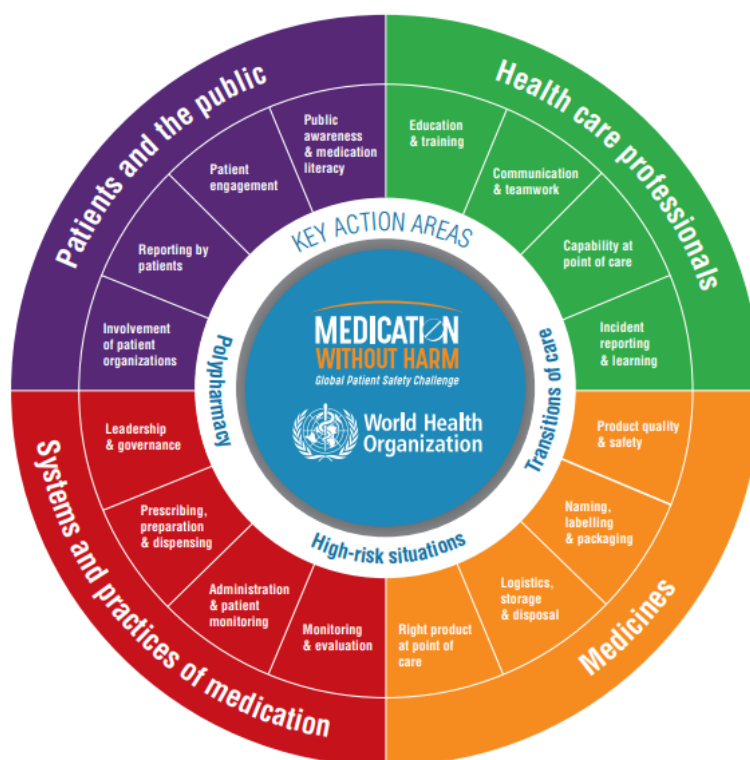 Patients and the public
Public
awareness
& medication
literacy
Patient
engagement
Reporting by
patients
Involvement
of patient
organizations
Health care professionals
Education
& training
Communication
& teamwork
Capability at
point of care
Incident
reporting
& learning
Medicines
Product quality
& safety
Naming,
labelling
& packaging
Logistics,
storage
& disposal
Right product
at point of
care
Systems and practices of medication
Leadership
& governance
Prescribing,
preparation
& dispensing
Administration
& patient
monitoring
Monitoring
& evaluation
KEY ACTION AREAS
Polypharmacy
Transitions of care
High-risk situations
MEDICATION
WITHOUT HARM
Global Patient Safety Challenge
World Health
Organization